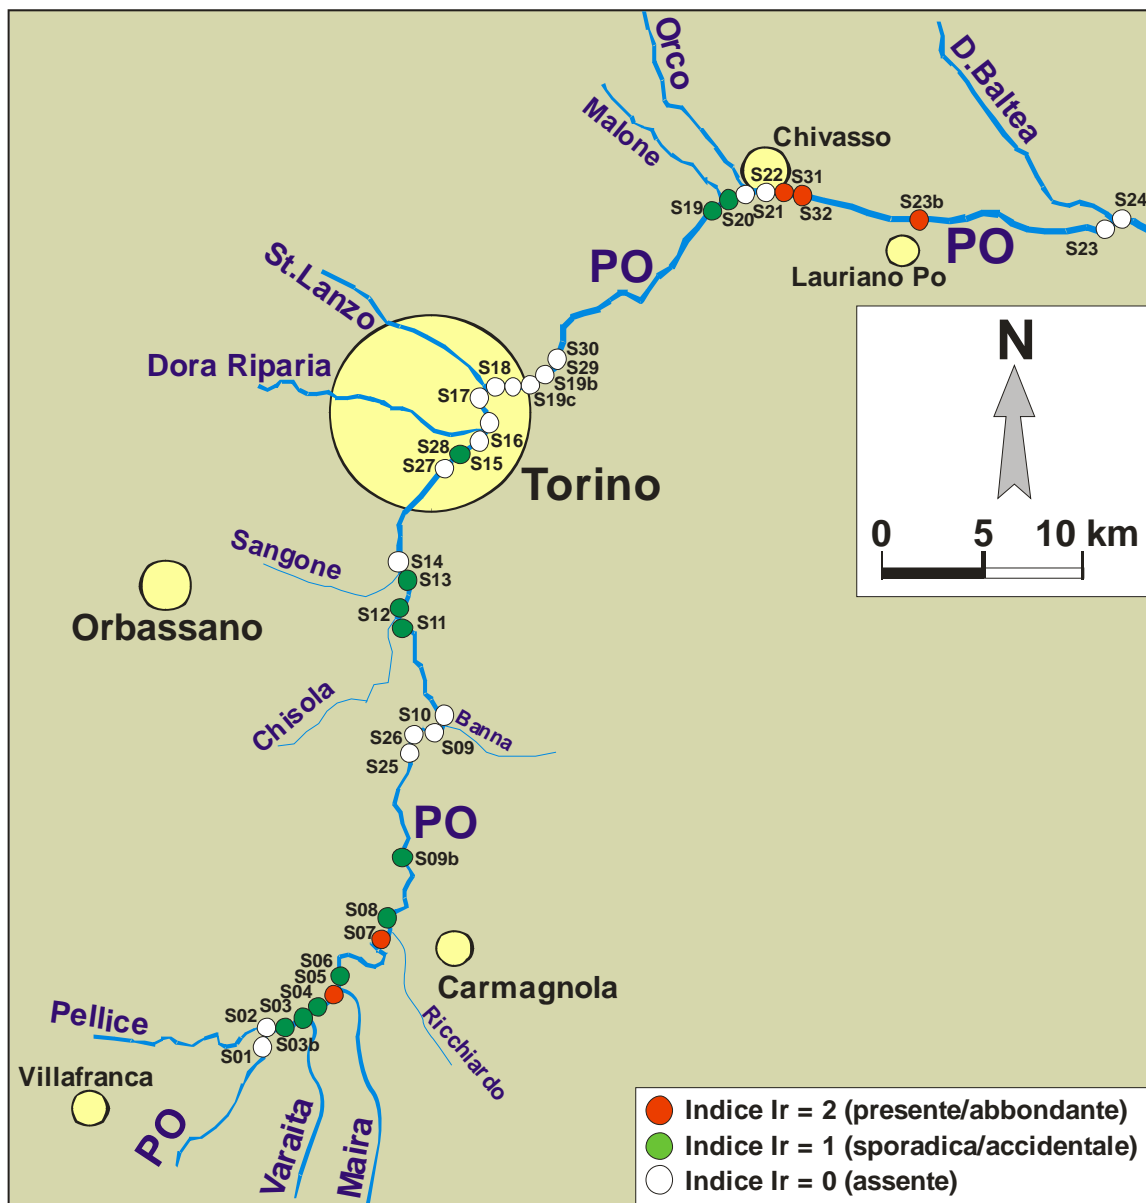 Orco
D.Baltea
Malone
Chivasso
S22
S31
S19
S20
S21
S32
S23b
S24
S23
PO
PO
Lauriano Po
St.Lanzo
Dora Riparia
S30
S29
S19b
S19c
S18
S17
S16
S28
S15
S27
Torino
N
0 5 10 km
Sangone
S14
S13
S12
S11
Orbassano
Chisola
S10
Banna
S26
S09
S25
PO
S09b
S08
S07
S06
S05
S04
S03
S02
S03b
S01
Carmagnola
Ricchiardo
Pellice
Villafranca
PO
Varaita
Maira
Indice Ir = 2 (presente/abbondante)
Indice Ir = 1 (sporadica/accidentale)
Indice Ir = 0 (assente)